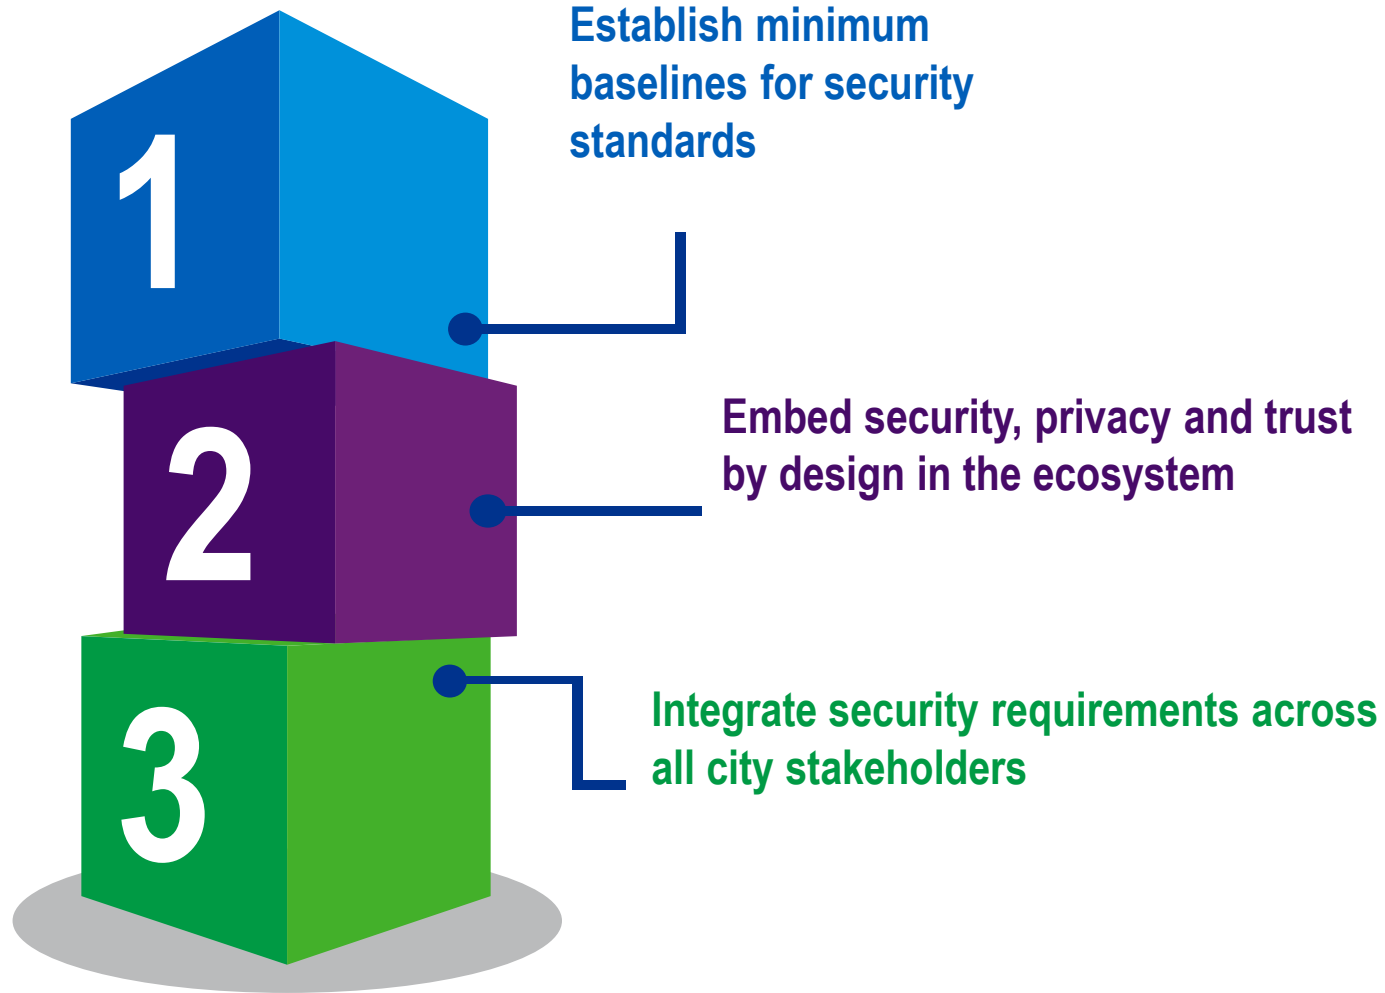 1
Establish minimum
baselines for security
standards
2
Embed security, privacy and trust
by design in the ecosystem
3
Integrate security requirements across
all city stakeholders